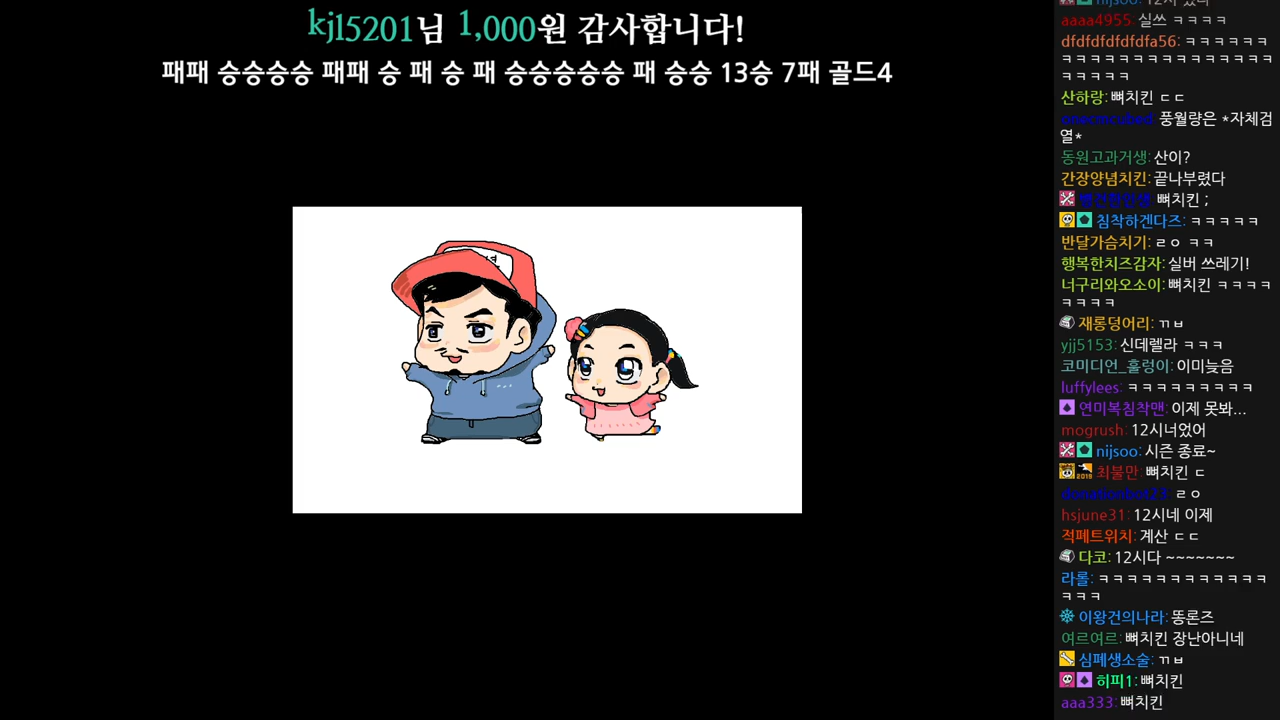 kjl5201님 1,000원 감사합니다!
패패 승승승승 패패 승 패 승 패 승승승승승 패 승승 13승 7패 골드4
aaaa4955: 실쓰 ㅋㅋㅋㅋ
dfdfdfdfdfdfa56: ㅋㅋㅋㅋㅋㅋ
ㅋㅋㅋㅋㅋㅋㅋㅋㅋㅋㅋㅋㅋㅋㅋ
ㅋㅋㅋㅋㅋ
산하랑: 뼈치킨 ㄷㄷ
onecincubed: 풍월량은 *자체검
열*
동원고과거생: 산이?
간장양념치킨: 끝나부렸다
뼈치킨 ;
침착하겐다즈: ㅋㅋㅋㅋㅋ
반달가슴치기: ㄹㅇ ㅋㅋ
행복한치즈감자: 실버 쓰레기!
너구리와오소이: 뼈치킨 ㅋㅋㅋㅋ
ㅋㅋㅋㅋ
재롱덩어리: ㄲㅂ
yjj5153: 신데렐라 ㅋㅋㅋ
코미디언_홀렁이: 이미늦음
luffylees: ㅋㅋㅋㅋㅋㅋㅋㅋㅋ
연미복침착맨: 이제 못봐...
mogrush: 12시너었어
nijsoo: 시즌 종료~
최불만: 뼈치킨 ㄷ
donationbot23: ㄹㅇ
hsjune31: 12시네 이제
적페트위치: 계산 ㄷㄷ
다코: 12시다 ~~~~~~~
라롤: ㅋㅋㅋㅋㅋㅋㅋㅋㅋㅋㅋㅋ
ㅋㅋㅋ
이왕건의나라: 똥론즈
여르여르: 뼈치킨 장난아니네
심폐생소술: ㄲㅂ
히피1: 뼈치킨
aaa333: 뼈치킨